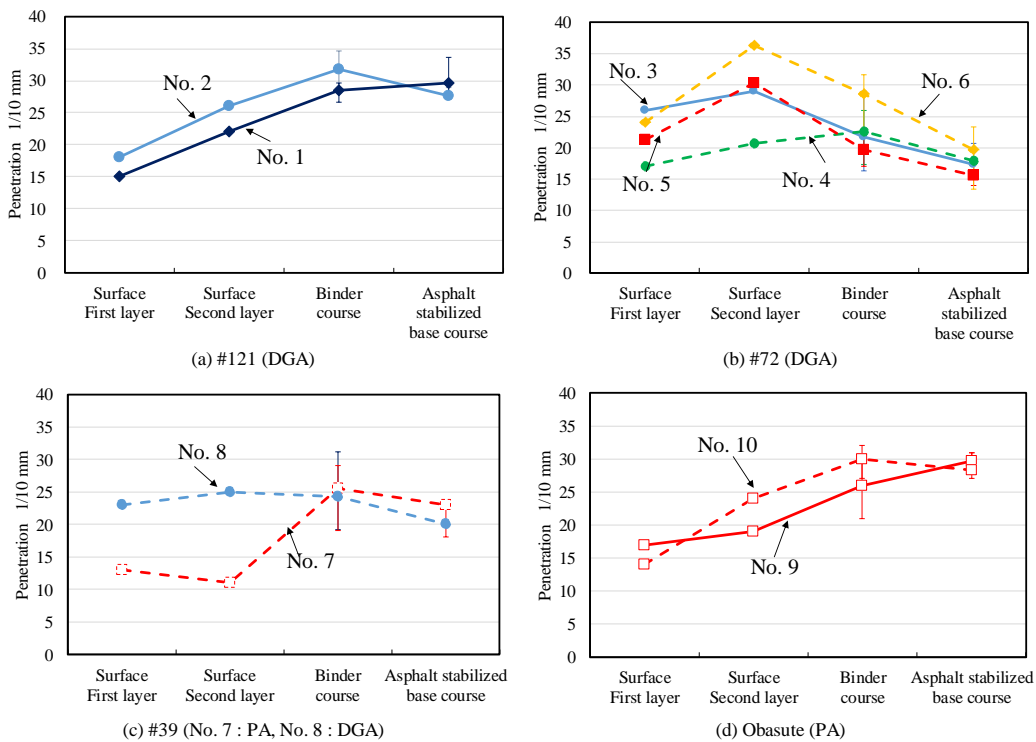 40
35
30
25
20
15
10
5
0
Penetration 1/10 mm
No. 2
No. 1
Surface
First layer
Surface
Second layer
Binder
course
Asphalt
stabilized
base course
(a) #121 (DGA)
40
35
30
25
20
15
10
5
0
Penetration 1/10 mm
No. 3
No. 6
No. 5
No. 4
Surface
First layer
Surface
Second layer
Binder
course
Asphalt
stabilized
base course
(b) #72 (DGA)
40
35
30
25
20
15
10
5
0
Penetration 1/10 mm
No. 8
No. 7
Surface
First layer
Surface
Second layer
Binder
course
Asphalt stabilized
base course
(c) #39 (No. 7 : PA, No. 8 : DGA)
40
35
30
25
20
15
10
5
0
Penetration 1/10 mm
No. 10
No. 9
Surface
First layer
Surface
Second layer
Binder
course
Asphalt stabilized
base course
(d) Obasute (PA)